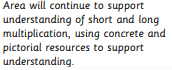 Area will continue to support
understanding of short and long
multiplication, using concrete and
pictorial resources to support
understanding.